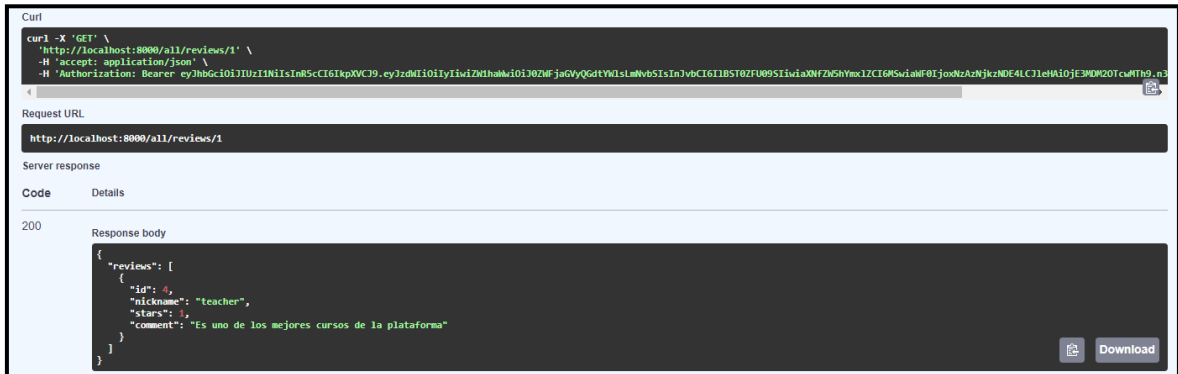 Curl
curl -X 'GET' \
'http://localhost:8000/all/reviews/1' \
-H 'accept: application/json' \
-H 'Authorization: Bearer
Request URL
http://localhost:8000/all/reviews/1
Server response
Code Details
200
Response body
{
"reviews": [
{
"id": 4,
"nickname": "teacher",
"stars": 1,
"comment": "Es uno de los mejores cursos de la plataforma"
}
]
}
Download